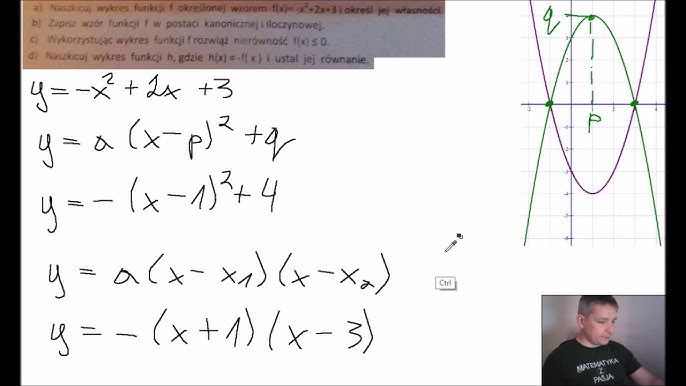 a) Naszkicuj wykres funkcji f określonej wzorem f(x)= -x²+2x+3 i określ jej własności.
b) Zapisz wzór funkcji f w postaci kanonicznej i iloczynowej.
c) Wykorzystując wykres funkcji f rozwiąż nierówność f(x) ≤ 0.
d) Naszkicuj wykres funkcji h, gdzie h(x) = -f( x ) i ustal jej równanie.
y = -x² + 2x + 3
y = a (x-p)² + q
y = - (x-1)² + 4
y = a(x-x₁)(x-x₂)
y = -(x+1)(x-3)
q
p
Ctrl
MATEMATYKA
Z
PASJĄ